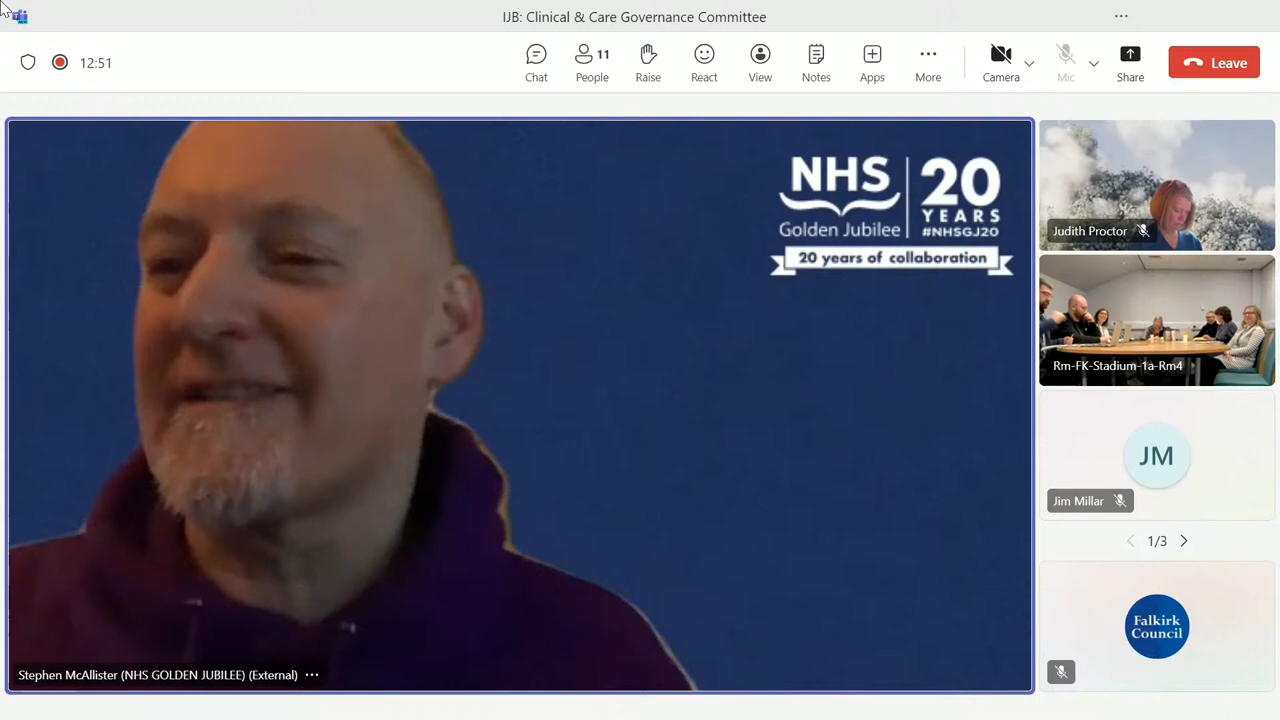 IJB: Clinical & Care Governance Committee
12:51
Chat
People
11
Raise
React
View
Notes
Apps
More
Camera
Mic
Share
Leave
NHS
Golden Jubilee
20
YEARS
#NHSGJ20
20 years of collaboration
Stephen McAllister (NHS GOLDEN JUBILEE) (External)
Judith Proctor
Rm-FK-Stadium-1a-Rm4
JM
Jim Millar
1/3
Falkirk
Council